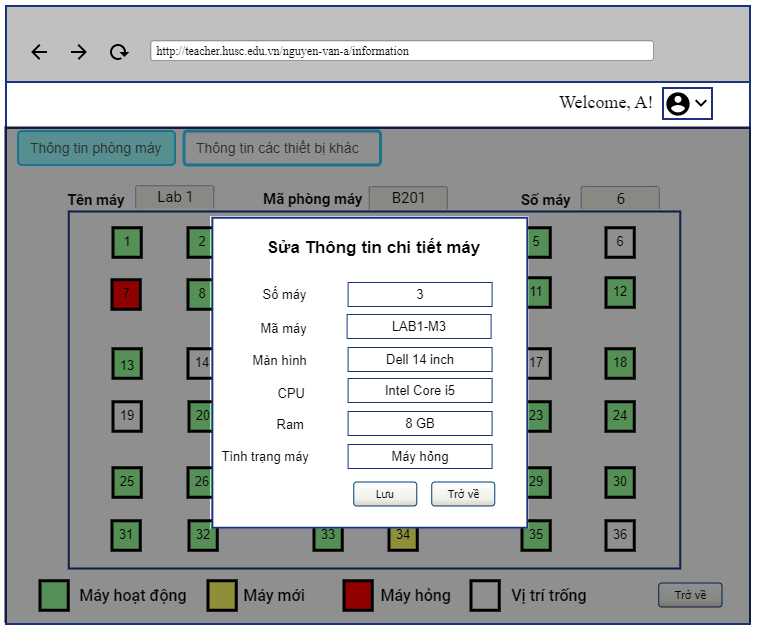 http://teacher.husc.edu.vn/nguyen-van-a/information
Welcome, A!
Thông tin phòng máy
Thông tin các thiết bị khác
Tên máy Lab 1 Mã phòng máy B201 Số máy 6
1 2 5 6
Sửa Thông tin chi tiết máy
7 8 11 12
Số máy 3
Mã máy LAB1-M3
Màn hình Dell 14 inch
13 14 17 18
CPU Intel Core i5
19 20 23 24
Ram 8 GB
Tình trạng máy Máy hỏng
25 26 29 30
Lưu Trở về
31 32 33 34 35 36
Máy hoạt động Máy mới Máy hỏng Vị trí trống Trở về